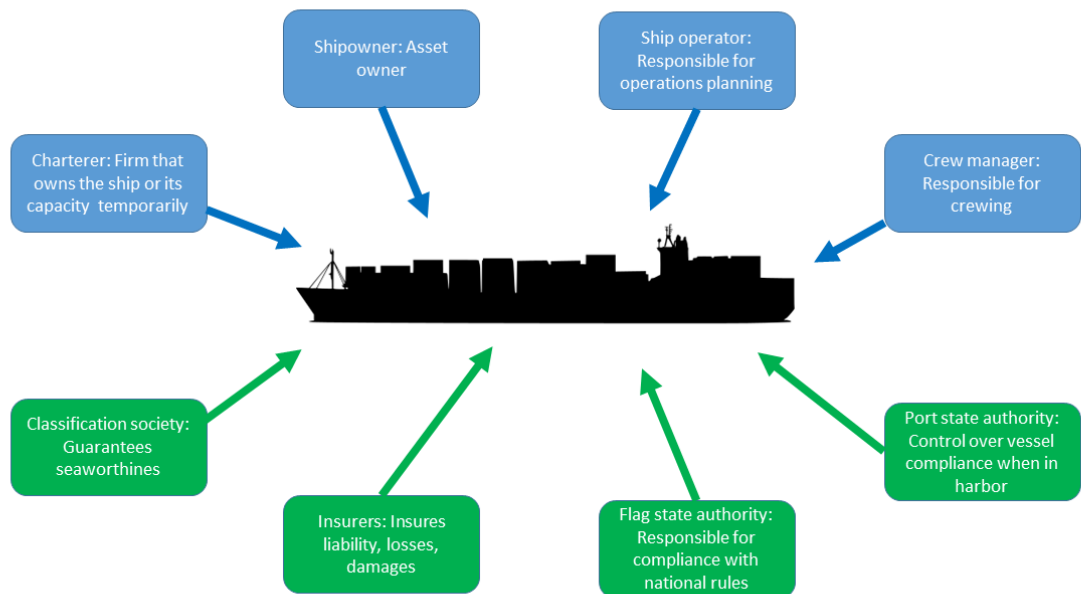 Shipowner: Asset
owner
Ship operator:
Responsible for
operations planning
Charterer: Firm that
owns the ship or its
capacity temporarily
Crew manager:
Responsible for
crewing
Classification society:
Guarantees
seaworthines
Insurers: Insures
liability, losses,
damages
Flag state authority:
Responsible for
compliance with
national rules
Port state authority:
Control over vessel
compliance when in
harbor